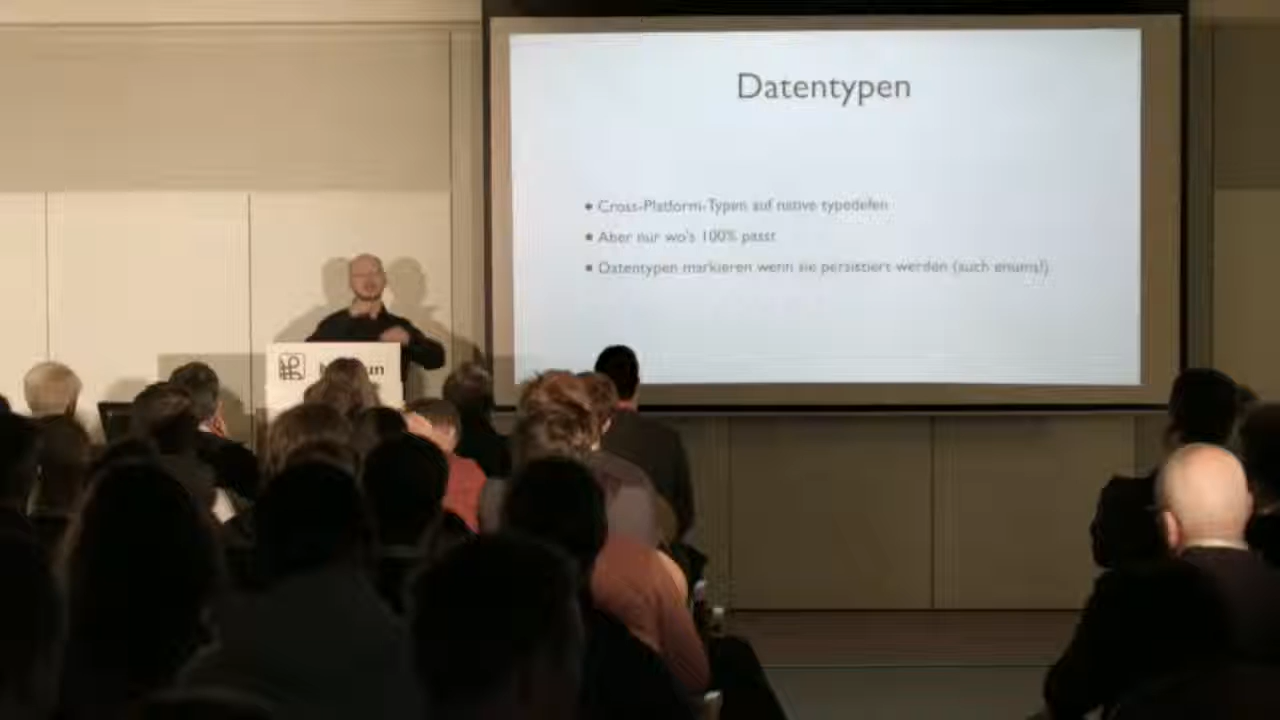 Datentypen
• Cross-Platform-Typen auf native typedefen
• Aber nur wo's 100% passt
• Datentypen markieren wenn sie persistiert werden (auch enums!)